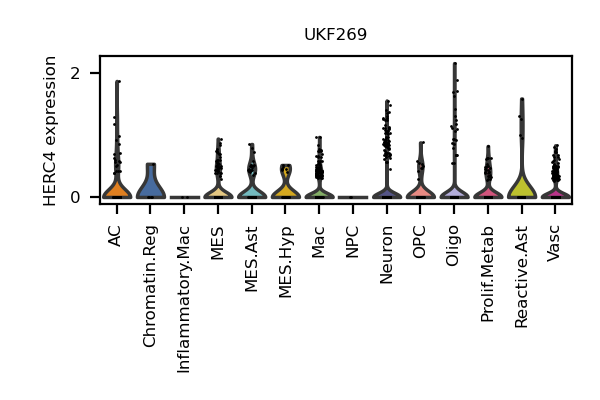 UKF269
HERC4 expression
2
0
AC
Chromatin.Reg
Inflammatory.Mac
MES
MES.Ast
MES.Hyp
Mac
NPC
Neuron
OPC
Oligo
Prolif.Metab
Reactive.Ast
Vasc